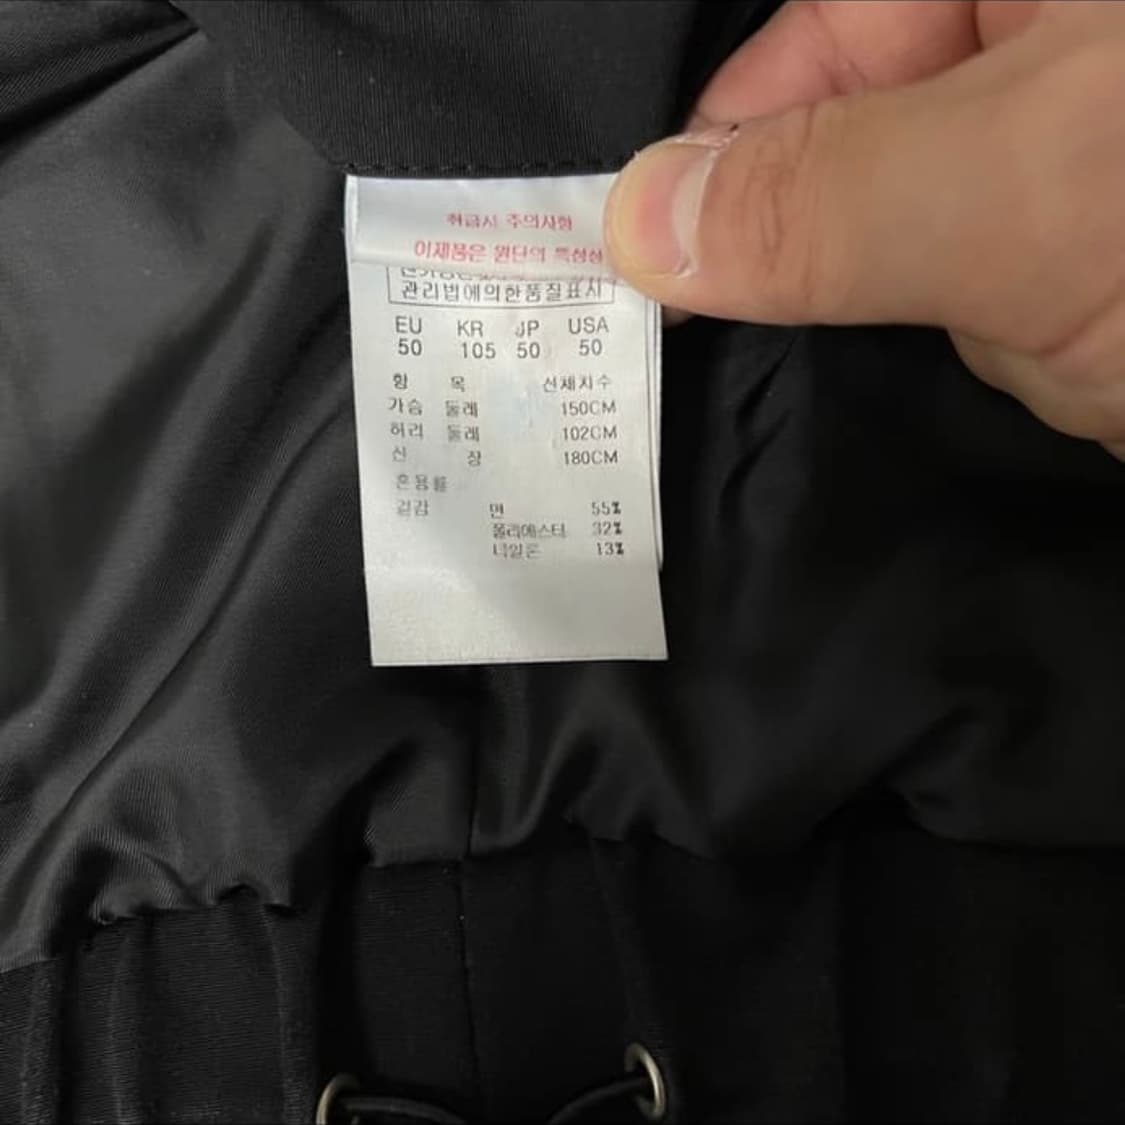 취급시 주의사항
이제품은 원단의 특성상
관리법에의한품질표시
EU KR JP USA
50 105 50 50
항 목 신체치수
가슴 둘레 150CM
허리 둘레 102CM
신 장 180CM
혼용률
겉감 면 55%
폴리에스터 32%
나일론 13%